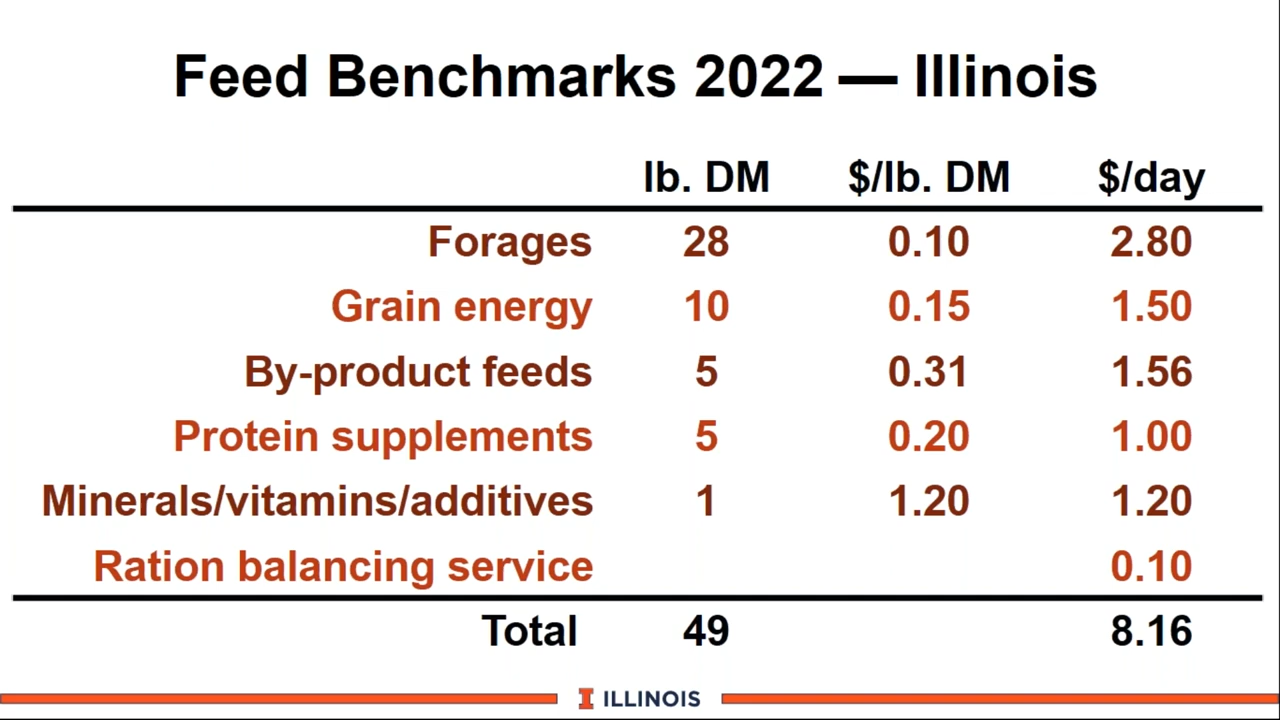 Feed Benchmarks 2022 — Illinois
lb. DM $/lb. DM $/day
Forages 28 0.10 2.80
Grain energy 10 0.15 1.50
By-product feeds 5 0.31 1.56
Protein supplements 5 0.20 1.00
Minerals/vitamins/additives 1 1.20 1.20
Ration balancing service 0.10
Total 49 8.16
I ILLINOIS